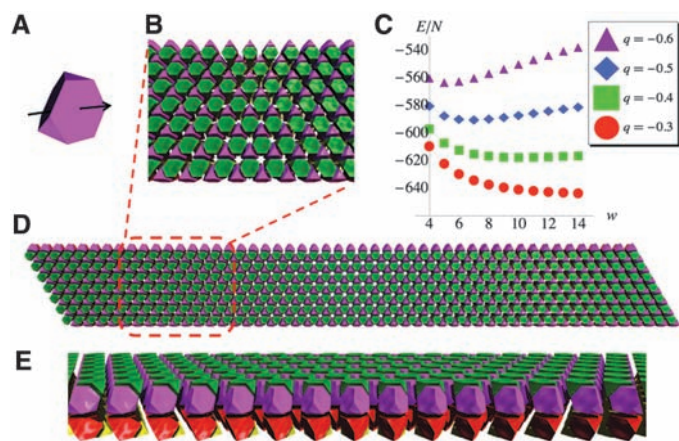 A
B
C
E/N
−540
−560
−580
−600
−620
−640
4
6
8
10
12
14
w
q = −0.6
q = −0.5
q = −0.4
q = −0.3
D
E